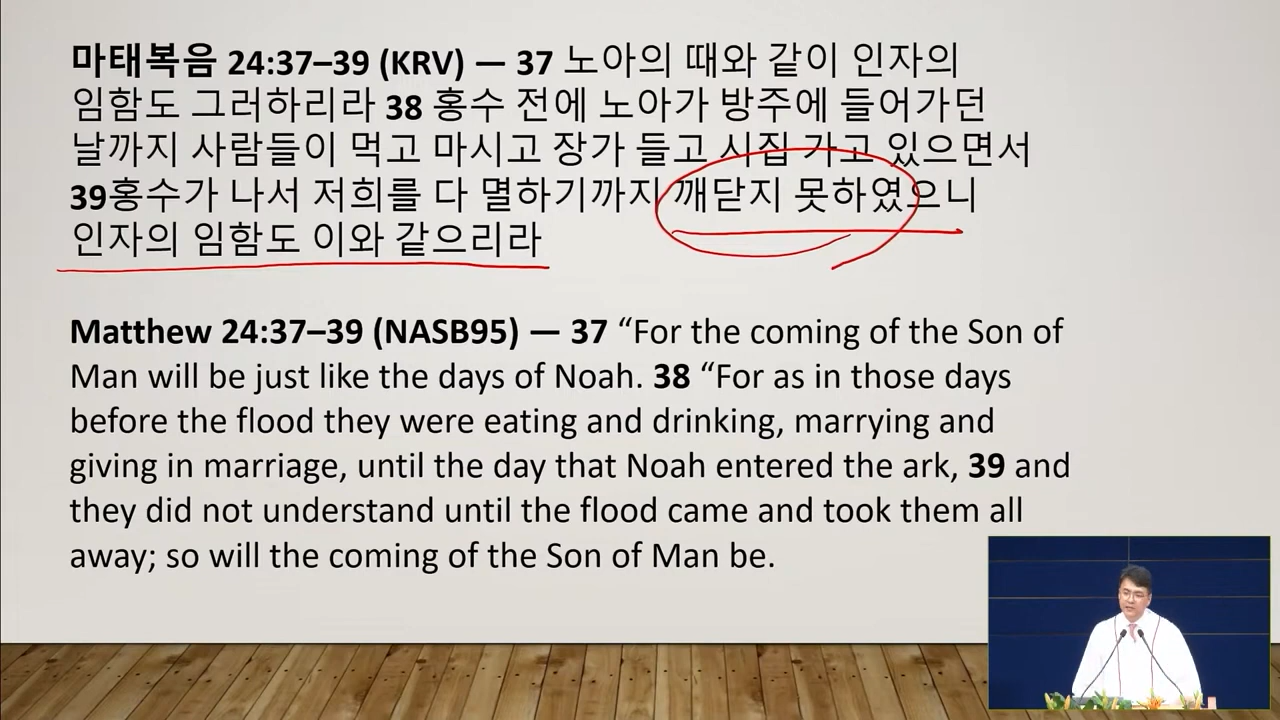 마태복음 24:37–39 (KRV) — 37 노아의 때와 같이 인자의
임함도 그러하리라 38 홍수 전에 노아가 방주에 들어가던
날까지 사람들이 먹고 마시고 장가 들고 시집 가고 있으면서
39홍수가 나서 저희를 다 멸하기까지 깨닫지 못하였으니
인자의 임함도 이와 같으리라
Matthew 24:37–39 (NASB95) — 37 “For the coming of the Son of
Man will be just like the days of Noah. 38 “For as in those days
before the flood they were eating and drinking, marrying and
giving in marriage, until the day that Noah entered the ark, 39 and
they did not understand until the flood came and took them all
away; so will the coming of the Son of Man be.